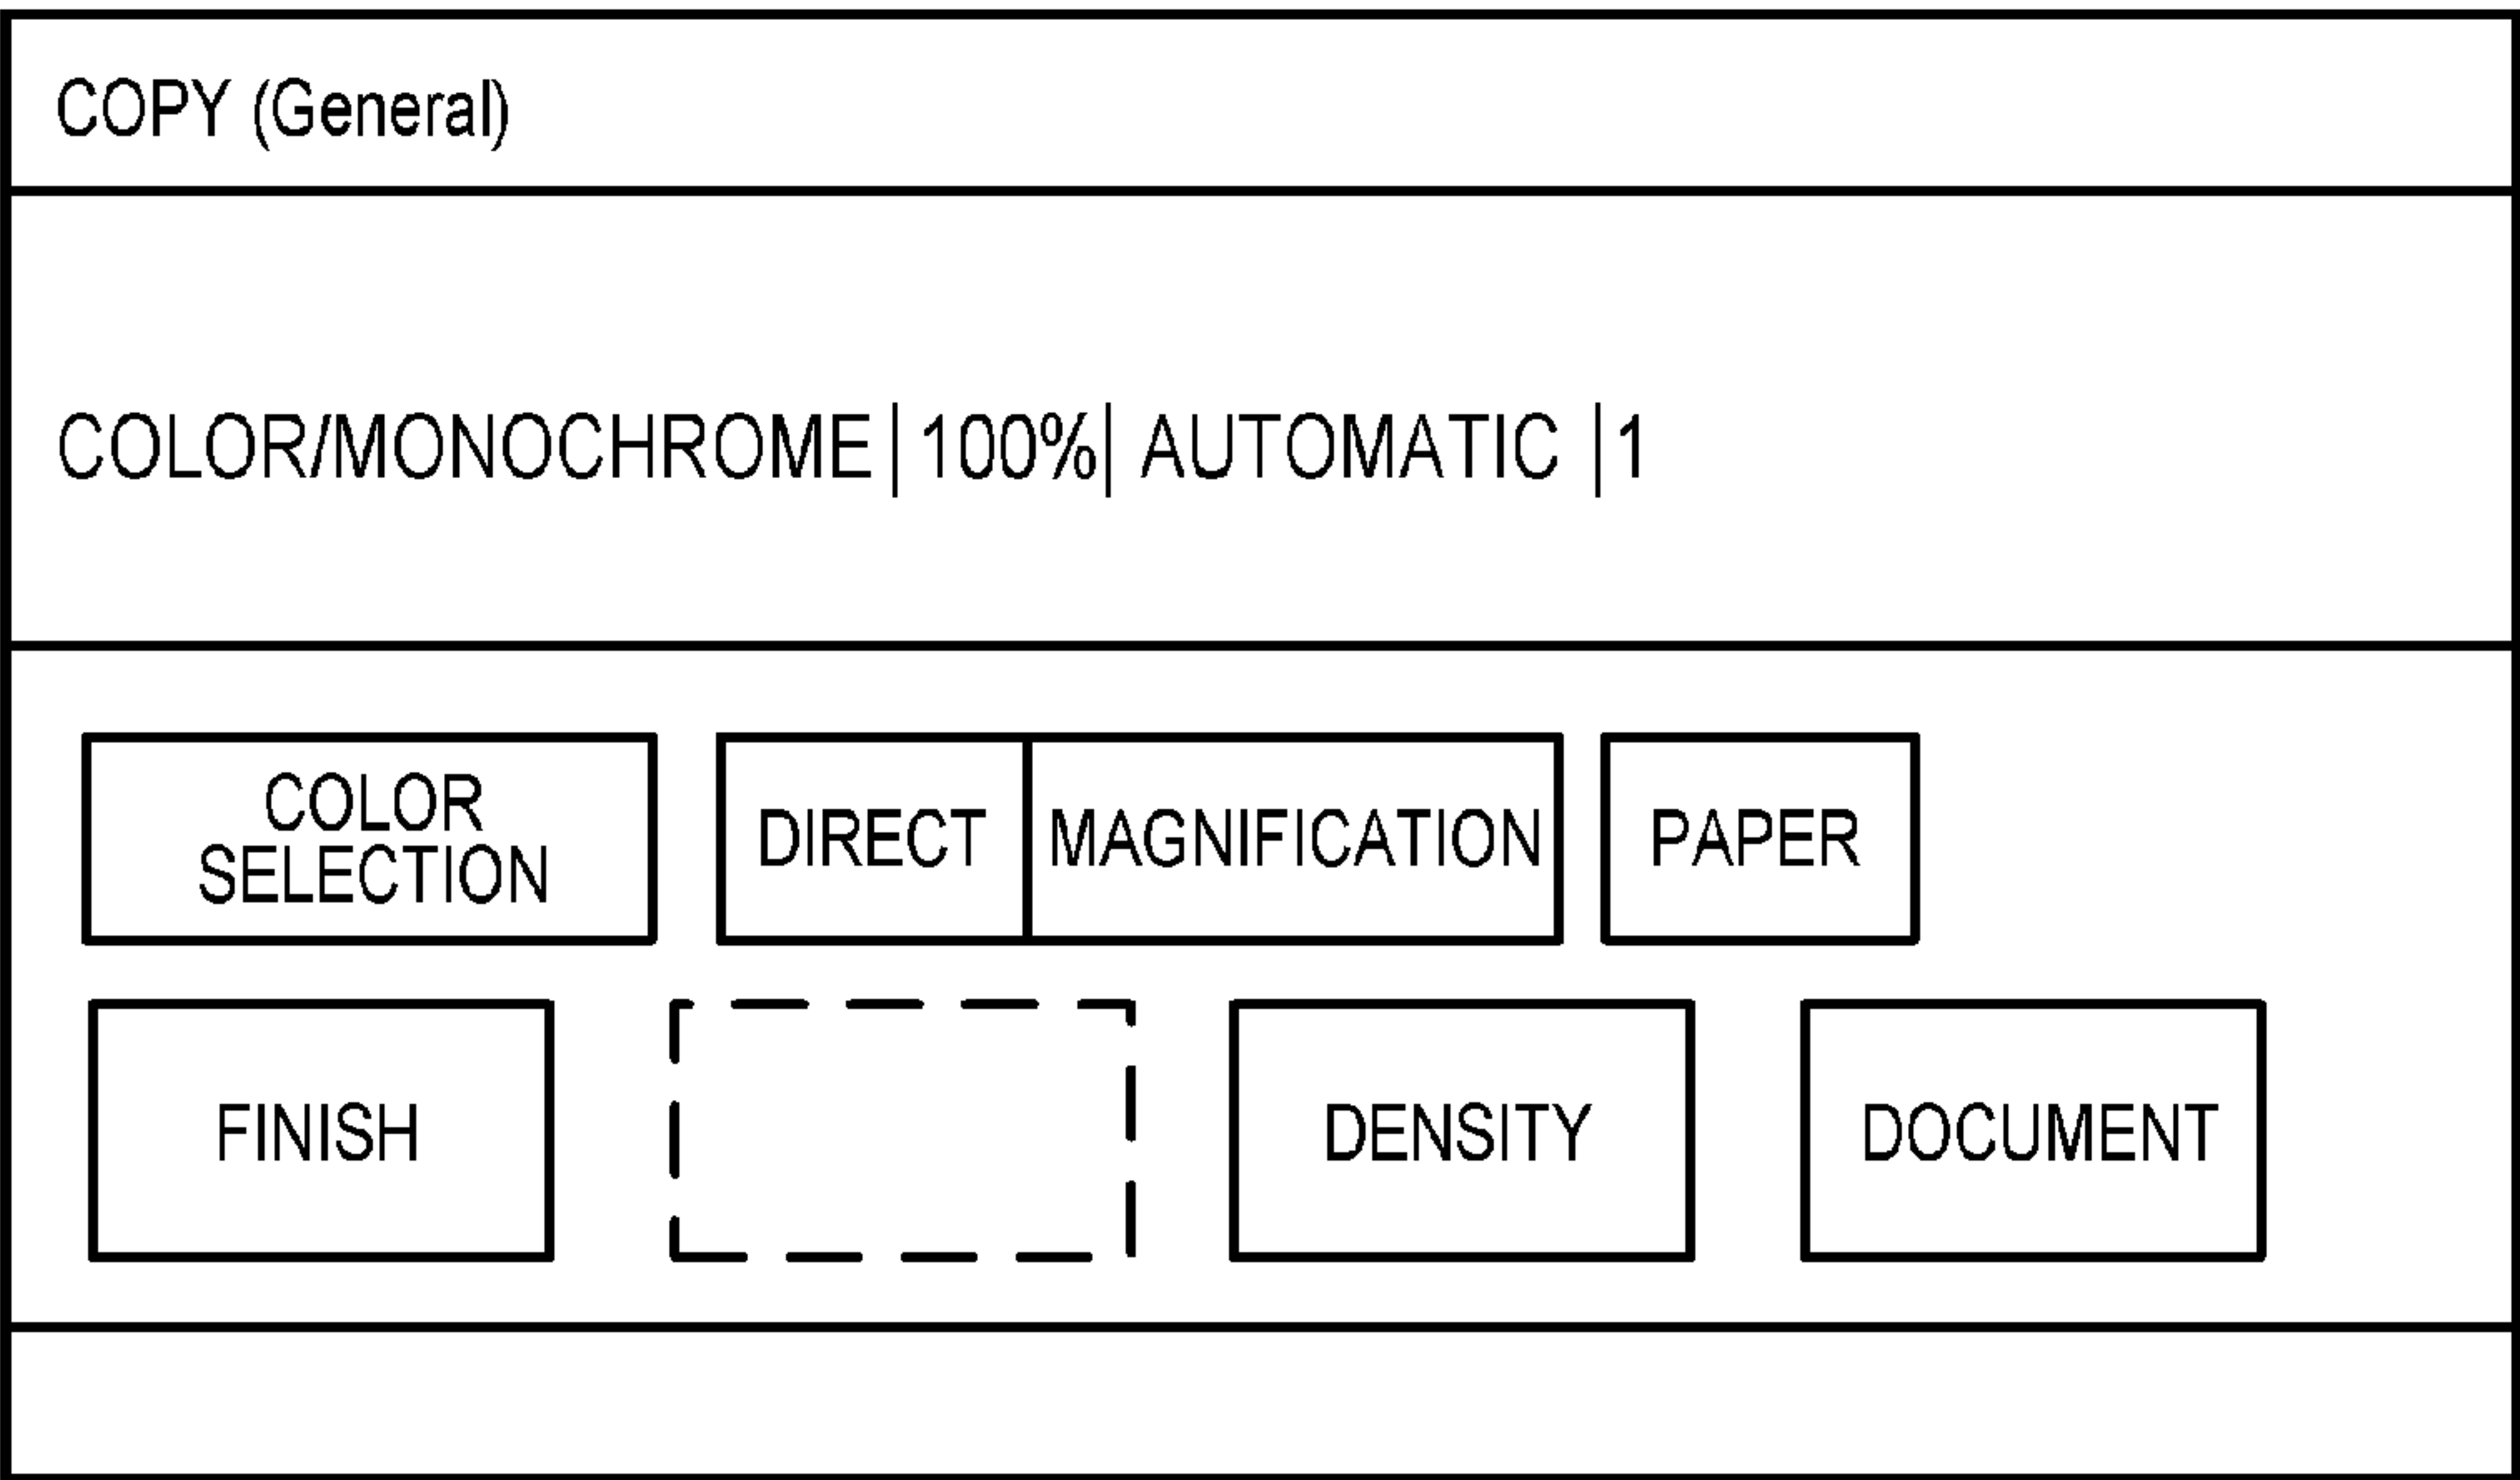 COPY (General)
COLOR/MONOCHROME | 100% | AUTOMATIC | 1
COLOR
SELECTION
DIRECT
MAGNIFICATION
PAPER
FINISH
DENSITY
DOCUMENT